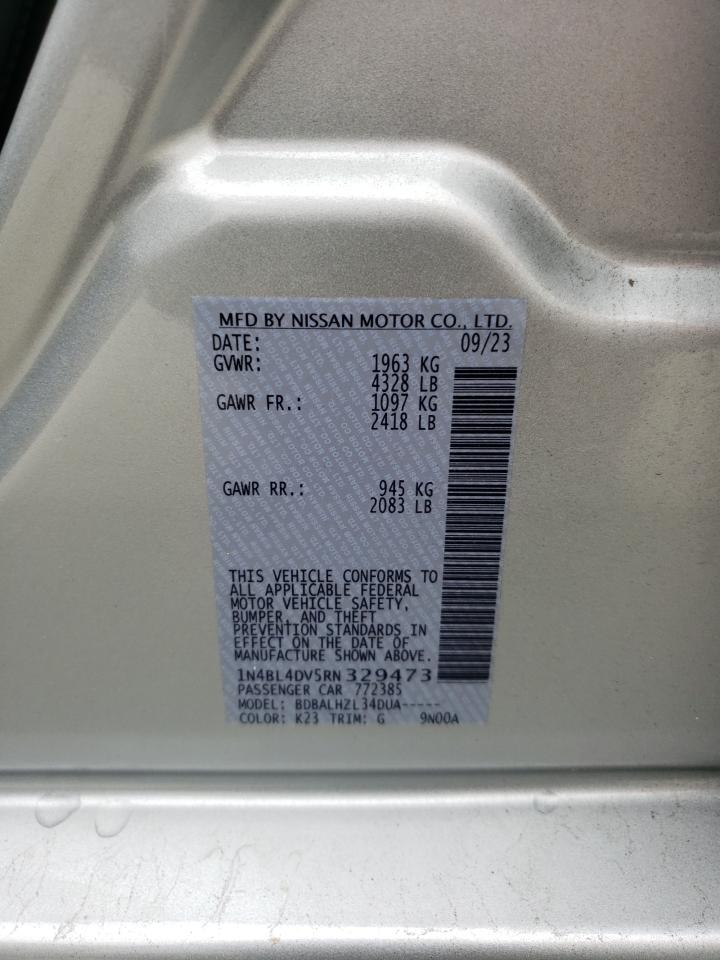 MFD BY NISSAN MOTOR CO., LTD.
DATE: 09/23
GVWR: 1963 KG
4328 LB
GAWR FR.: 1097 KG
2418 LB
GAWR RR.: 945 KG
2083 LB
THIS VEHICLE CONFORMS TO
ALL APPLICABLE FEDERAL
MOTOR VEHICLE SAFETY,
BUMPER, AND THEFT
PREVENTION STANDARDS IN
EFFECT ON THE DATE OF
MANUFACTURE SHOWN ABOVE.
1N4BL4DV5RN329473
PASSENGER CAR 772385
MODEL: BDBALHZL34DUA-----
COLOR: K23 TRIM: G 9N00A